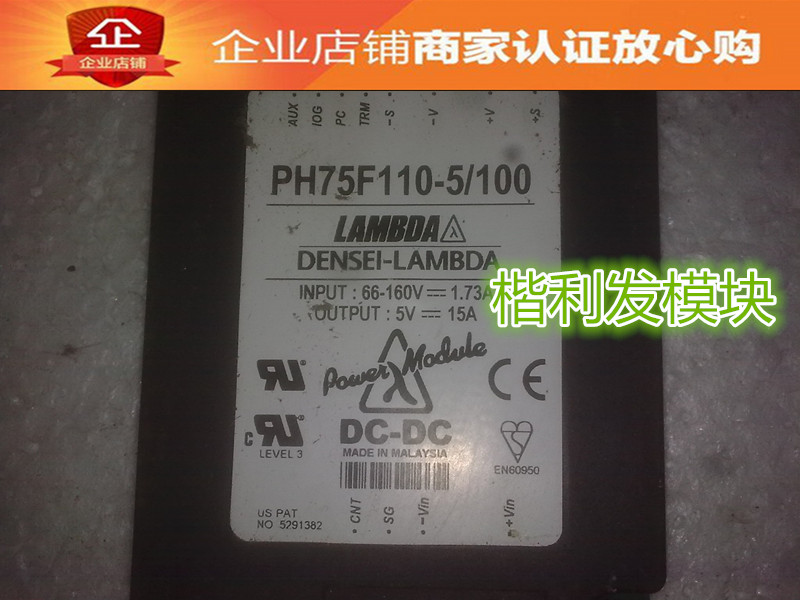 企
企业店铺
企业店铺商家认证放心购
AUX IOG PC TRM -S -V +V +S
PH75F110-5/100
LAMBDA λ
DENSEI-LAMBDA
INPUT : 66-160V 1.73A
OUTPUT : 5V 15A
楷利发模块
Power Module
λ
RU
CE
c RU
LEVEL 3
DC-DC
MADE IN MALAYSIA
EN60950
US PAT
NO 5291382
CNT SG -Vin +Vin